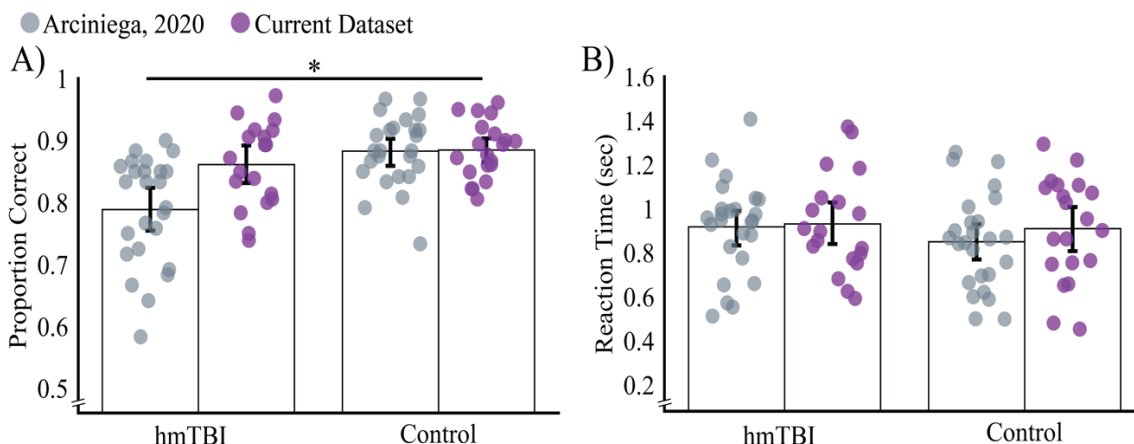 Arciniega, 2020 Current Dataset
A)
*
Proportion Correct
1
0.9
0.8
0.7
0.6
0.5
hmTBI Control
B)
Reaction Time (sec)
1.6
1.4
1.2
1
0.8
0.6
0.4
0.2
hmTBI Control